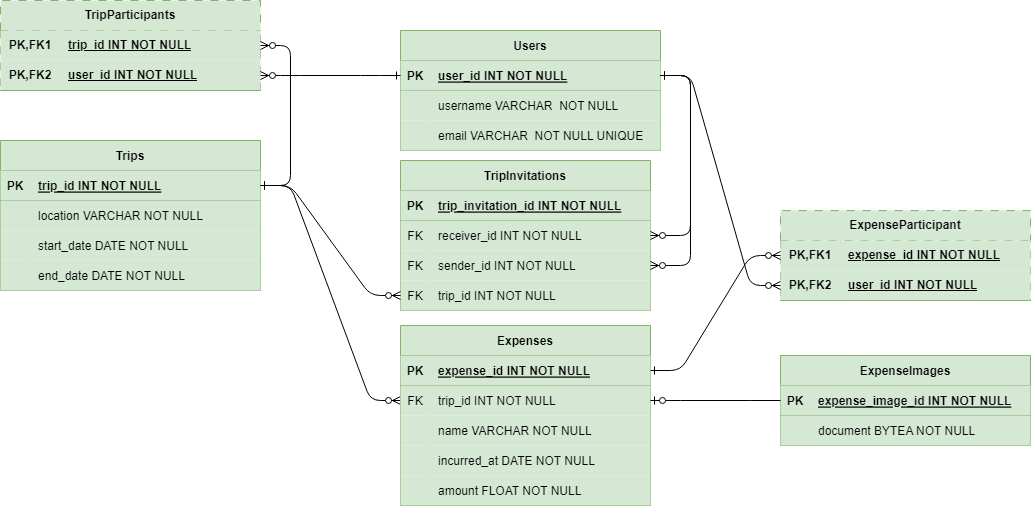 TripParticipants
PK,FK1 trip_id INT NOT NULL
PK,FK2 user_id INT NOT NULL
Trips
PK trip_id INT NOT NULL
location VARCHAR NOT NULL
start_date DATE NOT NULL
end_date DATE NOT NULL
Users
PK user_id INT NOT NULL
username VARCHAR  NOT NULL
email VARCHAR  NOT NULL UNIQUE
TripInvitations
PK trip_invitation_id INT NOT NULL
FK receiver_id INT NOT NULL
FK sender_id INT NOT NULL
FK trip_id INT NOT NULL
Expenses
PK expense_id INT NOT NULL
FK trip_id INT NOT NULL
name VARCHAR NOT NULL
incurred_at DATE NOT NULL
amount FLOAT NOT NULL
ExpenseParticipant
PK,FK1 expense_id INT NOT NULL
PK,FK2 user_id INT NOT NULL
ExpenseImages
PK expense_image_id INT NOT NULL
document BYTEA NOT NULL